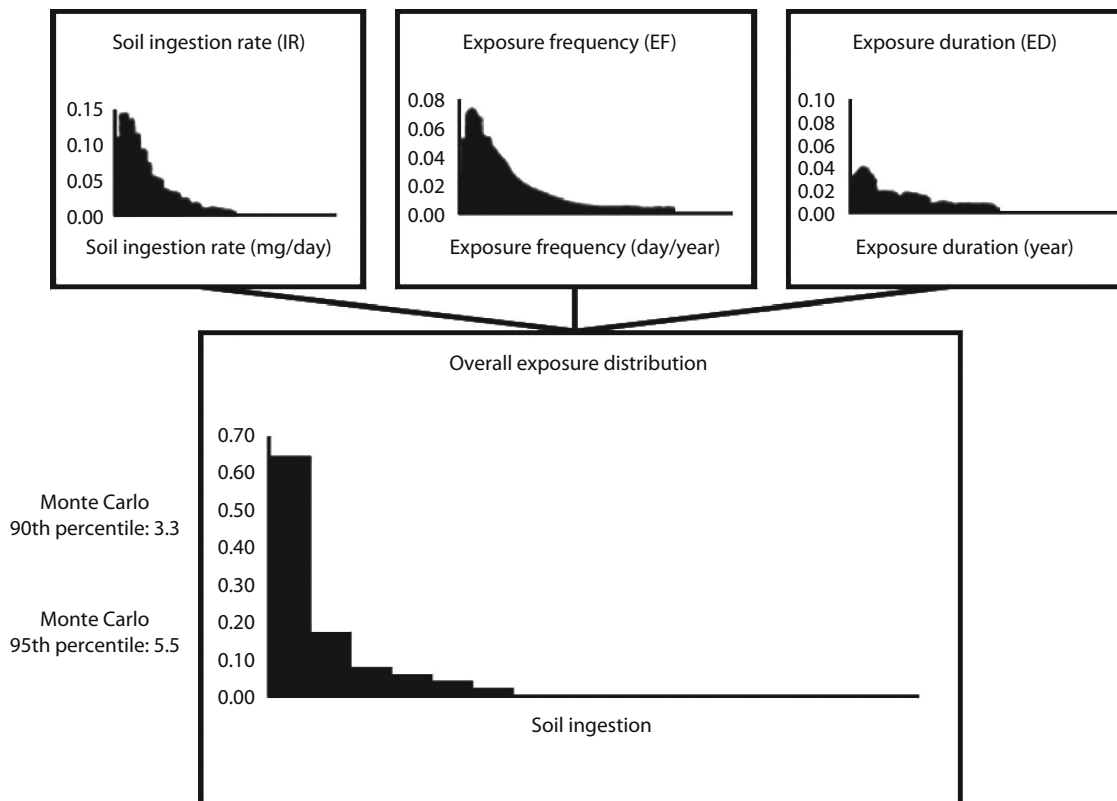 Soil ingestion rate (IR)
0.15
0.10
0.05
0.00
Soil ingestion rate (mg/day)
Exposure frequency (EF)
0.08
0.06
0.04
0.02
0.00
Exposure frequency (day/year)
Exposure duration (ED)
0.10
0.08
0.06
0.04
0.02
0.00
Exposure duration (year)
Overall exposure distribution
0.70
0.60
0.50
0.40
0.30
0.20
0.10
0.00
Soil ingestion
Monte Carlo
90th percentile: 3.3
Monte Carlo
95th percentile: 5.5